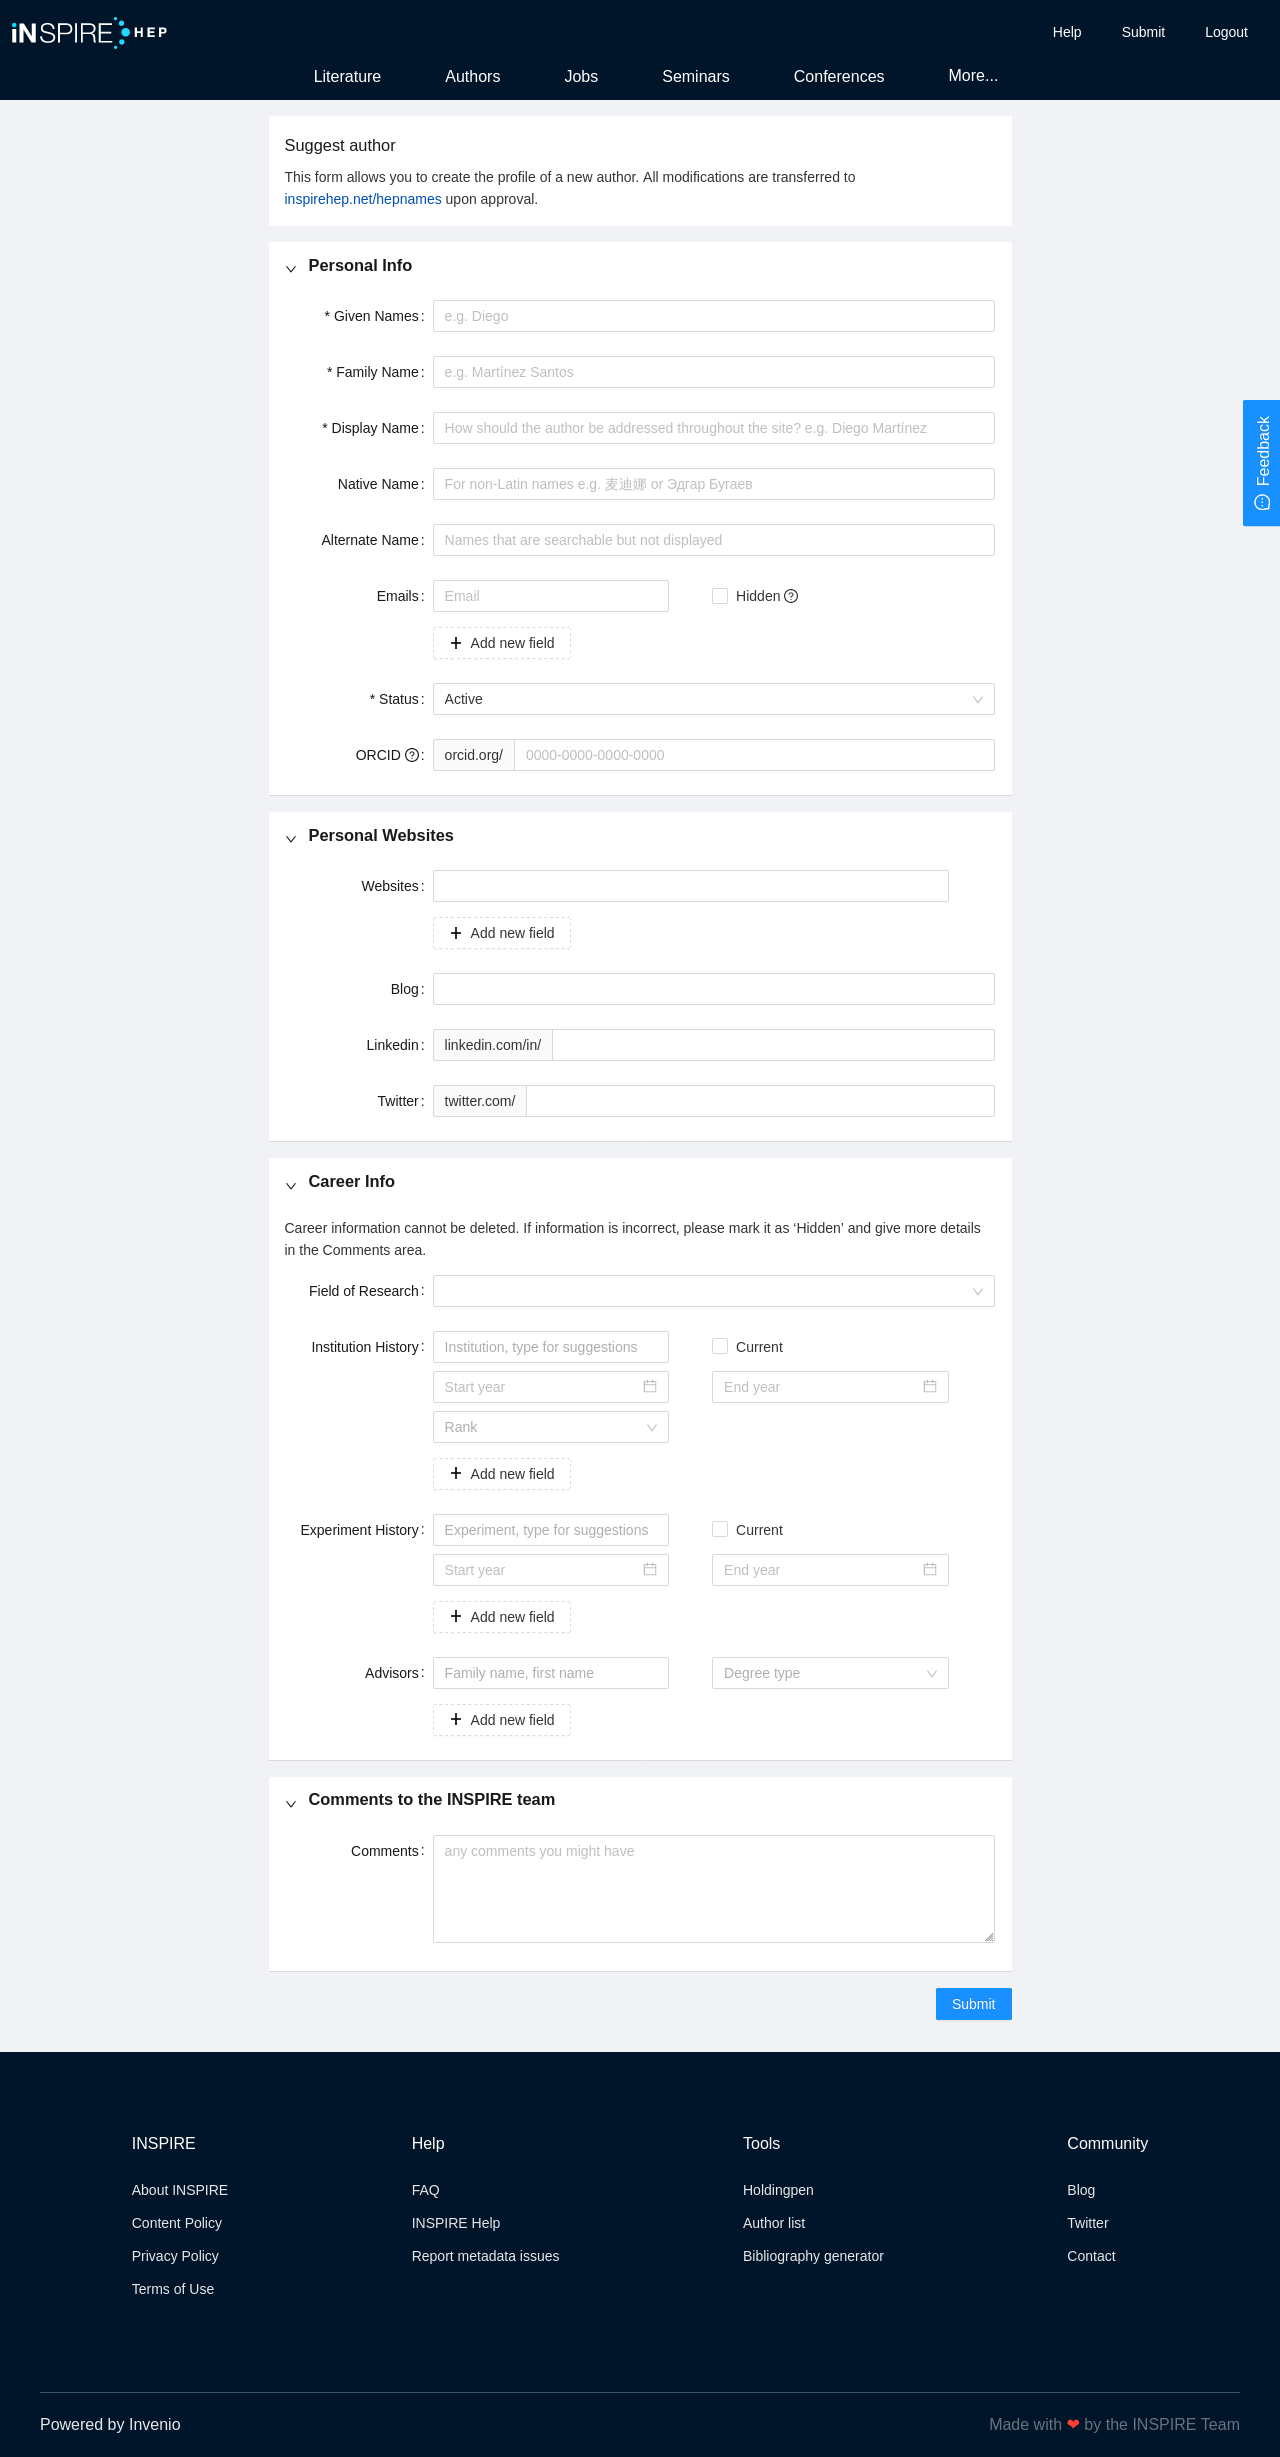 iNSPIRE HEP
Help Submit Logout
Literature Authors Jobs Seminars Conferences More...
Suggest author
This form allows you to create the profile of a new author. All modifications are transferred to
inspirehep.net/hepnames upon approval.
Personal Info
* Given Names: e.g. Diego
* Family Name: e.g. Martínez Santos
* Display Name: How should the author be addressed throughout the site? e.g. Diego Martínez
Feedback
Native Name: For non-Latin names e.g. 麦迪娜 or Эдгар Бугаев
Alternate Name: Names that are searchable but not displayed
Emails: Email Hidden
Add new field
* Status: Active
ORCID : orcid.org/ 0000-0000-0000-0000
Personal Websites
Websites:
Add new field
Blog:
Linkedin: linkedin.com/in/
Twitter: twitter.com/
Career Info
Career information cannot be deleted. If information is incorrect, please mark it as ‘Hidden’ and give more details
in the Comments area.
Field of Research:
Institution History: Institution, type for suggestions Current
Start year End year
Rank
Add new field
Experiment History: Experiment, type for suggestions Current
Start year End year
Add new field
Advisors: Family name, first name Degree type
Add new field
Comments to the INSPIRE team
Comments: any comments you might have
Submit
INSPIRE Help Tools Community
About INSPIRE FAQ Holdingpen Blog
Content Policy INSPIRE Help Author list Twitter
Privacy Policy Report metadata issues Bibliography generator Contact
Terms of Use
Powered by Invenio Made with ❤ by the INSPIRE Team